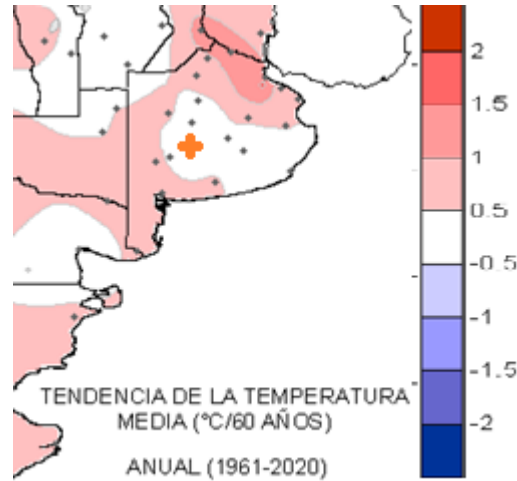 2
1.5
1
0.5
-0.5
-1
-1.5
-2
TENDENCIA DE LA TEMPERATURA
MEDIA (°C/60 AÑOS)
ANUAL (1961-2020)